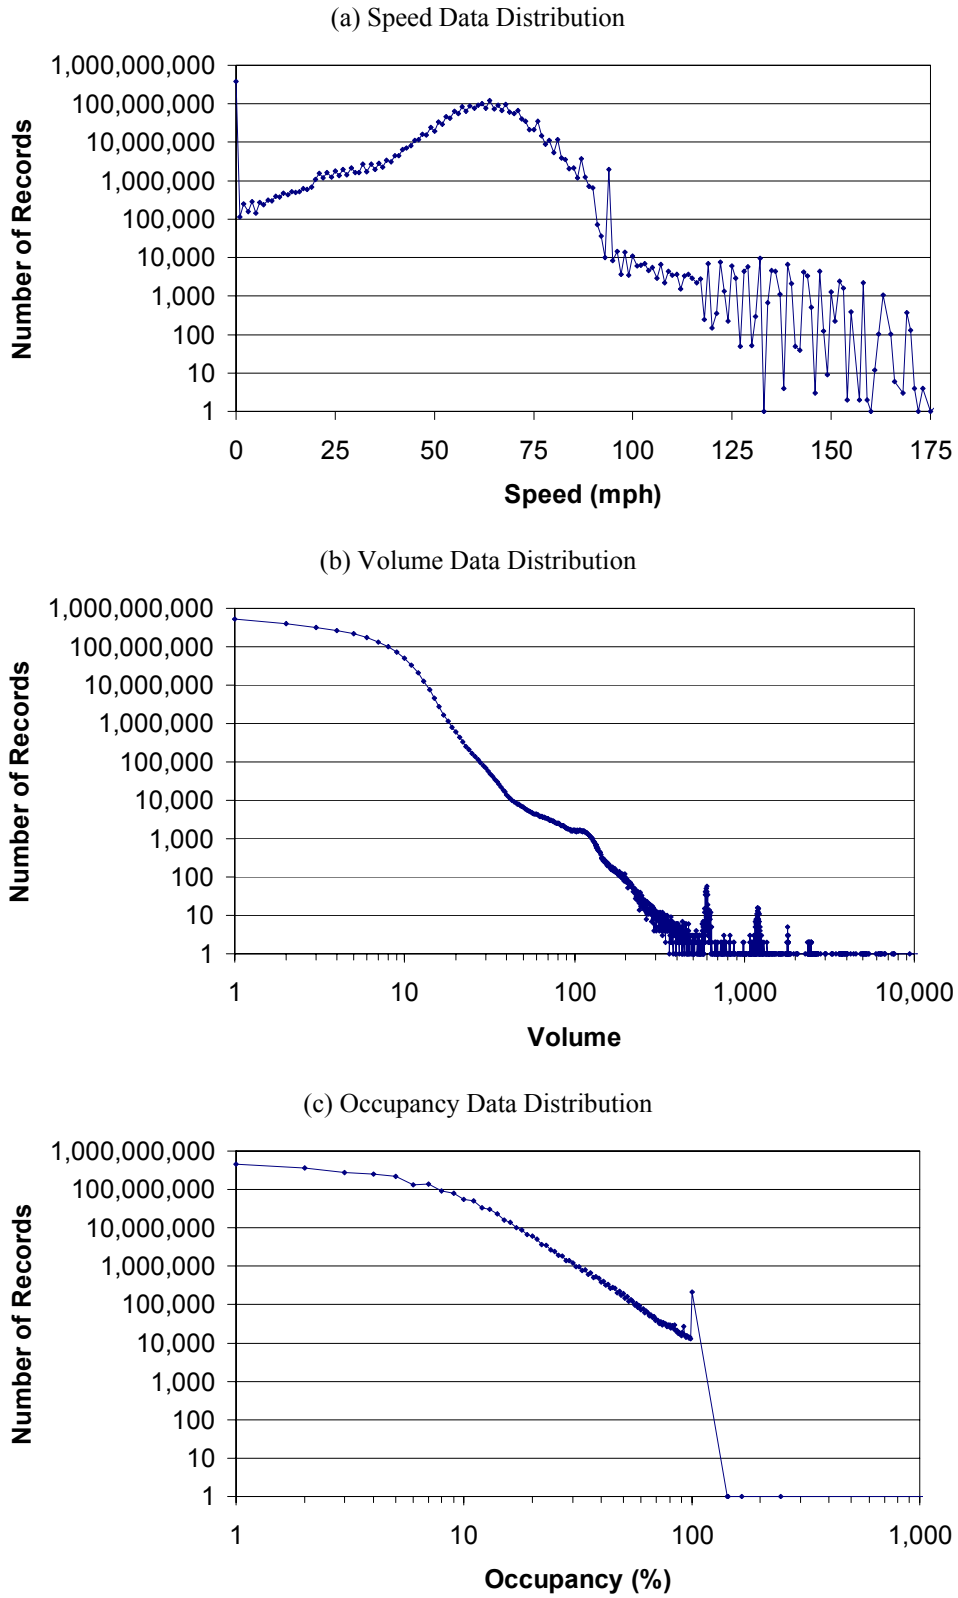 (a) Speed Data Distribution
1,000,000,000
100,000,000
10,000,000
1,000,000
100,000
10,000
1,000
100
10
1
Number of Records
0 25 50 75 100 125 150 175
Speed (mph)
(b) Volume Data Distribution
1,000,000,000
100,000,000
10,000,000
1,000,000
100,000
10,000
1,000
100
10
1
Number of Records
1 10 100 1,000 10,000
Volume
(c) Occupancy Data Distribution
1,000,000,000
100,000,000
10,000,000
1,000,000
100,000
10,000
1,000
100
10
1
Number of Records
1 10 100 1,000
Occupancy (%)